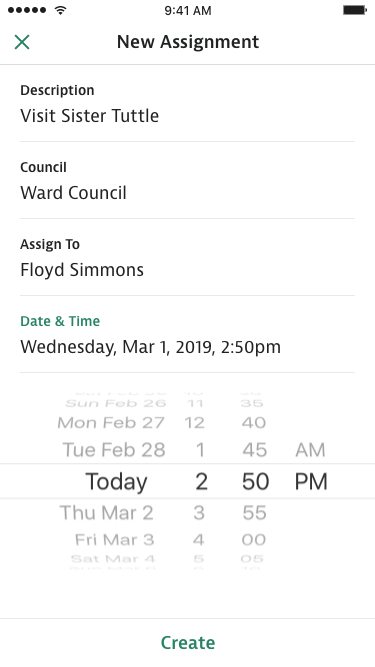 9:41 AM
New Assignment
Description
Visit Sister Tuttle
Council
Ward Council
Assign To
Floyd Simmons
Date & Time
Wednesday, Mar 1, 2019, 2:50pm
Sun Feb 26 11 35
Mon Feb 27 12 40
Tue Feb 28 1 45 AM
Today 2 50 PM
Thu Mar 2 3 55
Fri Mar 3 4 00
Sat Mar 4 5 05
Create